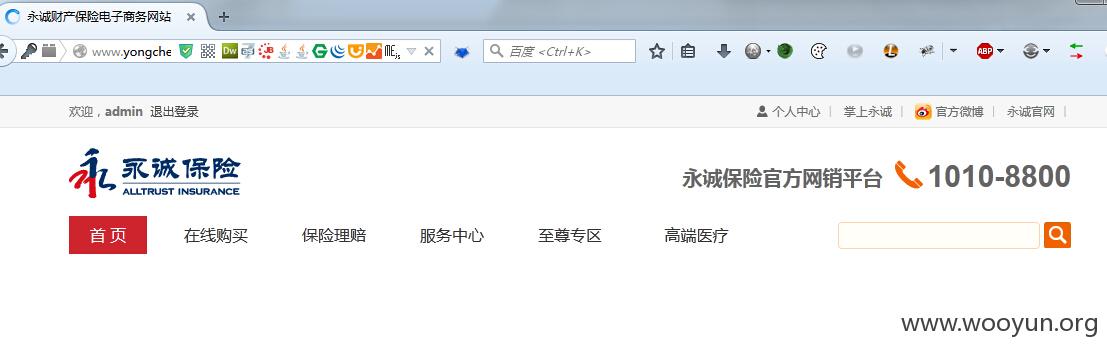 永诚财产保险电子商务网站
www.yongche
百度 <Ctrl+K>
欢迎，admin 退出登录 个人中心 掌上永诚 官方微博 永诚官网
永诚保险
ALLTRUST INSURANCE
永诚保险官方网销平台 1010-8800
首 页 在线购买 保险理赔 服务中心 至尊专区 高端医疗
www.wooyun.org